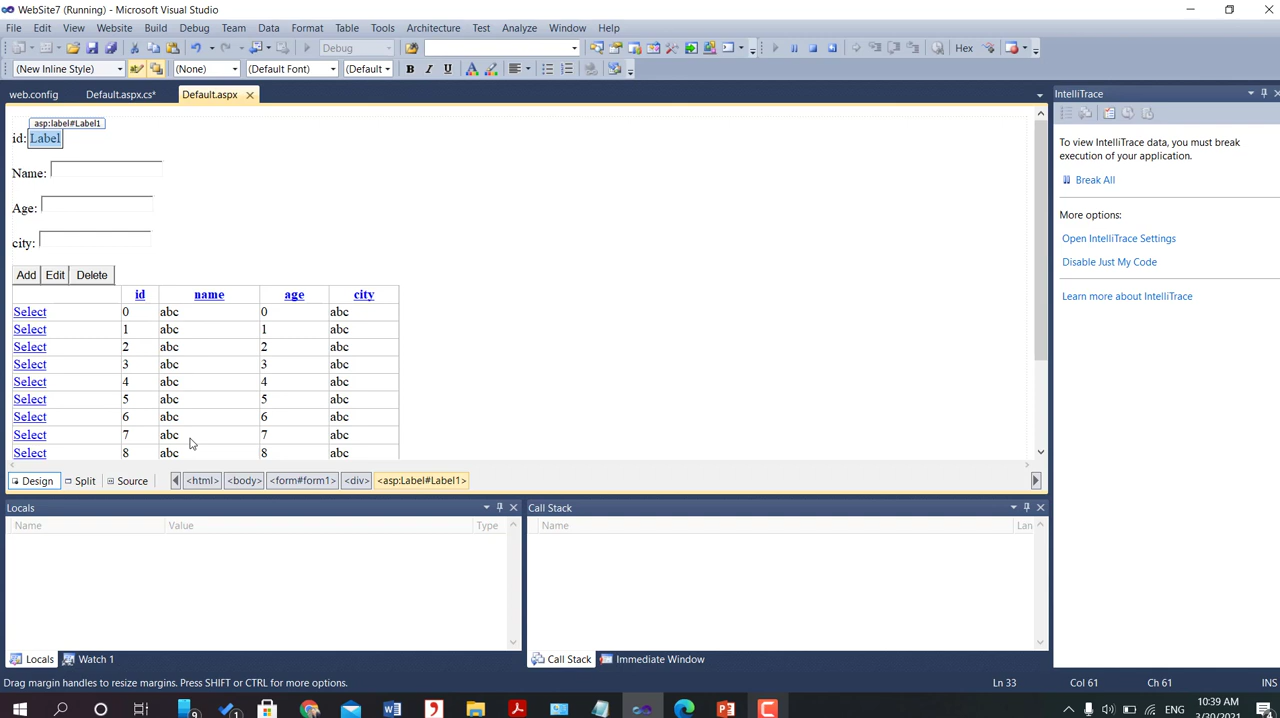 WebSite7 (Running) - Microsoft Visual Studio
File Edit View Website Build Debug Team Data Format Table Tools Architecture Test Analyze Window Help
Debug Hex
(New Inline Style) (None) (Default Font) (Default B I U A
web.config Default.aspx.cs* Default.aspx
IntelliTrace
asp:label#Label1
id: Label
Name:
Age:
city:
Add Edit Delete
id name age city
Select 0 abc 0 abc
Select 1 abc 1 abc
Select 2 abc 2 abc
Select 3 abc 3 abc
Select 4 abc 4 abc
Select 5 abc 5 abc
Select 6 abc 6 abc
Select 7 abc 7 abc
Select 8 abc 8 abc
To view IntelliTrace data, you must break
execution of your application.
Break All
More options:
Open IntelliTrace Settings
Disable Just My Code
Learn more about IntelliTrace
Design Split Source <html> <body> <form#form1> <div> <asp:Label#Label1>
Locals
Name Value Type
Call Stack
Name Lan
Locals Watch 1
Call Stack Immediate Window
Drag margin handles to resize margins. Press SHIFT or CTRL for more options.
Ln 33 Col 61 Ch 61 INS
ENG
10:39 AM
3/30/2021